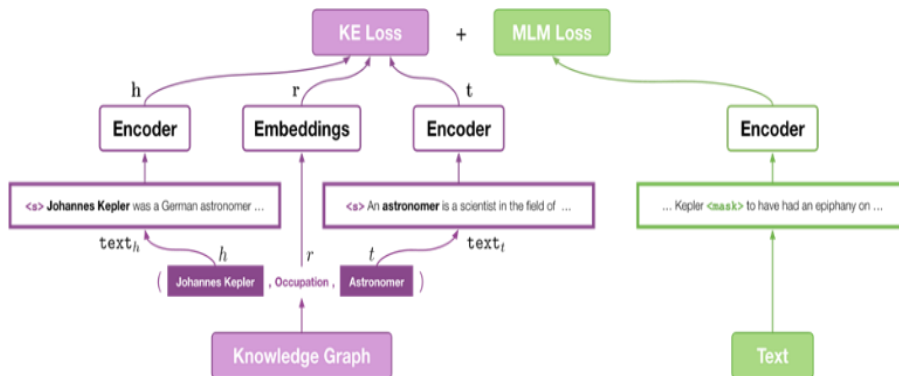 KE Loss + MLM Loss
h r t
Encoder Embeddings Encoder Encoder
<s> Johannes Kepler was a German astronomer ...
<s> An astronomer is a scientist in the field of ...
... Kepler <mask> to have had an epiphany on ...
text_h h r t text_t
( Johannes Kepler , Occupation , Astronomer )
Knowledge Graph Text